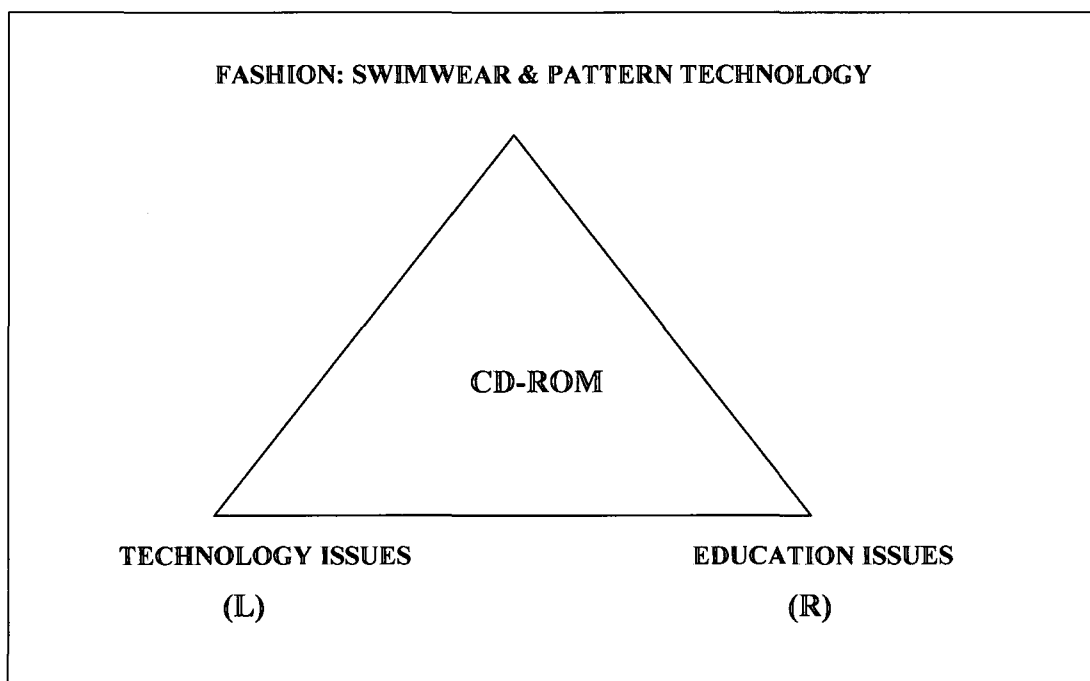 FASHION: SWIMWEAR & PATTERN TECHNOLOGY
CD-ROM
TECHNOLOGY ISSUES EDUCATION ISSUES
(L) (R)